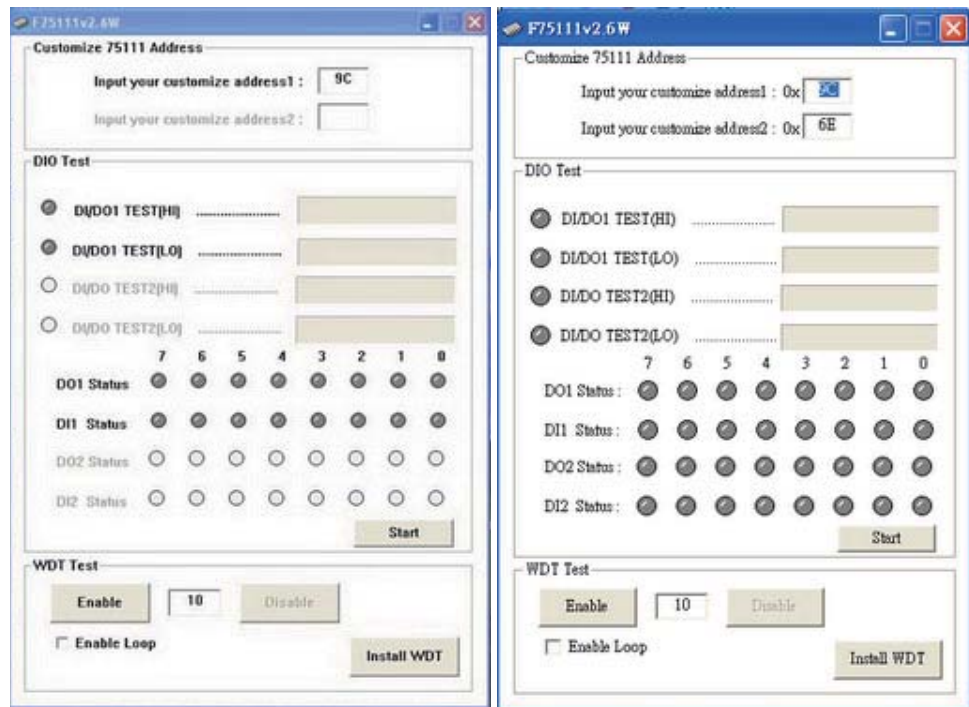 F75111v2.6W
Customize 75111 Address
Input your customize address1 : 9C
Input your customize address2 :
DIO Test
DI/DO1 TEST(HI) .....................
DI/DO1 TEST(LO) .....................
DI/DO TEST2(HI) .....................
DI/DO TEST2(LO) .....................
7 6 5 4 3 2 1 0
DO1 Status
DI1 Status
DO2 Status
DI2 Status
Start
WDT Test
Enable 10 Disable
Enable Loop
Install WDT
F75111v2.6W
Customize 75111 Address
Input your customize address1 : 0x 9C
Input your customize address2 : 0x 6E
DIO Test
DI/DO1 TEST(HI) .....................
DI/DO1 TEST(LO) .....................
DI/DO TEST2(HI) .....................
DI/DO TEST2(LO) .....................
7 6 5 4 3 2 1 0
DO1 Status :
DI1 Status :
DO2 Status :
DI2 Status :
Start
WDT Test
Enable 10 Disable
Enable Loop
Install WDT